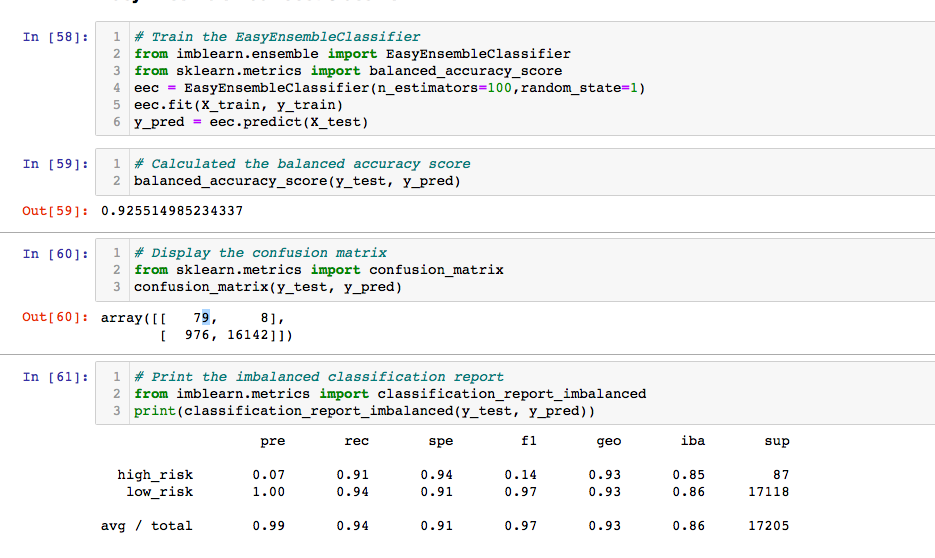 In [58]:
1 # Train the EasyEnsembleClassifier
2 from imblearn.ensemble import EasyEnsembleClassifier
3 from sklearn.metrics import balanced_accuracy_score
4 eec = EasyEnsembleClassifier(n_estimators=100,random_state=1)
5 eec.fit(X_train, y_train)
6 y_pred = eec.predict(X_test)
In [59]:
1 # Calculated the balanced accuracy score
2 balanced_accuracy_score(y_test, y_pred)
Out[59]: 0.925514985234337
In [60]:
1 # Display the confusion matrix
2 from sklearn.metrics import confusion_matrix
3 confusion_matrix(y_test, y_pred)
Out[60]: array([[   79,     8],
       [  976, 16142]])
In [61]:
1 # Print the imbalanced classification report
2 from imblearn.metrics import classification_report_imbalanced
3 print(classification_report_imbalanced(y_test, y_pred))
pre rec spe f1 geo iba sup
high_risk 0.07 0.91 0.94 0.14 0.93 0.85 87
low_risk 1.00 0.94 0.91 0.97 0.93 0.86 17118
avg / total 0.99 0.94 0.91 0.97 0.93 0.86 17205